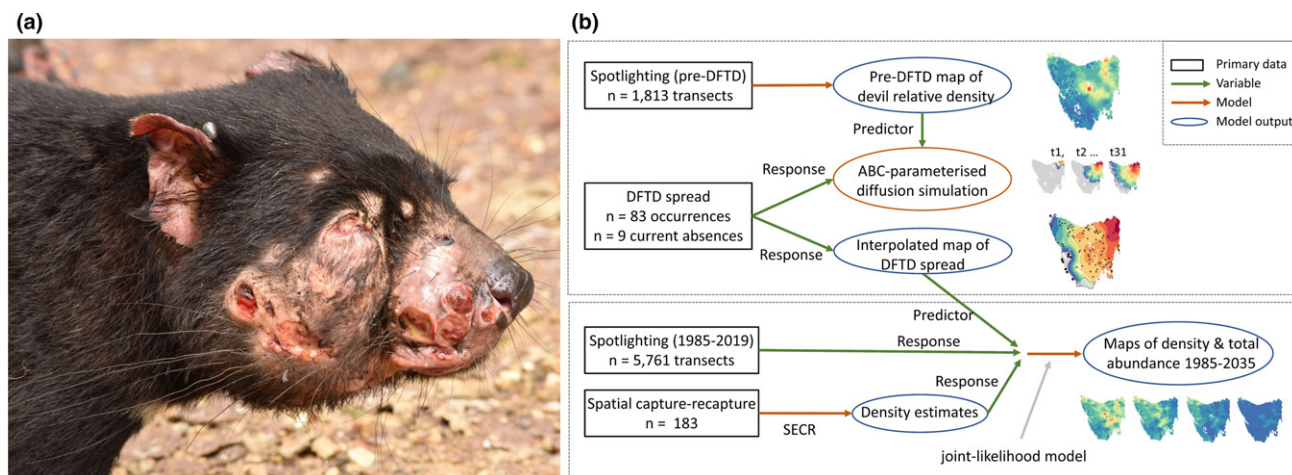 (a)
(b)
Spotlighting (pre-DFTD)
n = 1,813 transects
Pre-DFTD map of
devil relative density
Primary data
Variable
Model
Model output
Predictor
t1, t2 ... t31
Response
ABC-parameterised
diffusion simulation
DFTD spread
n = 83 occurrences
n = 9 current absences
Response
Interpolated map of
DFTD spread
Predictor
Spotlighting (1985-2019)
n = 5,761 transects
Response
Maps of density & total
abundance 1985-2035
Response
Spatial capture-recapture
n = 183
SECR
Density estimates
joint-likelihood model